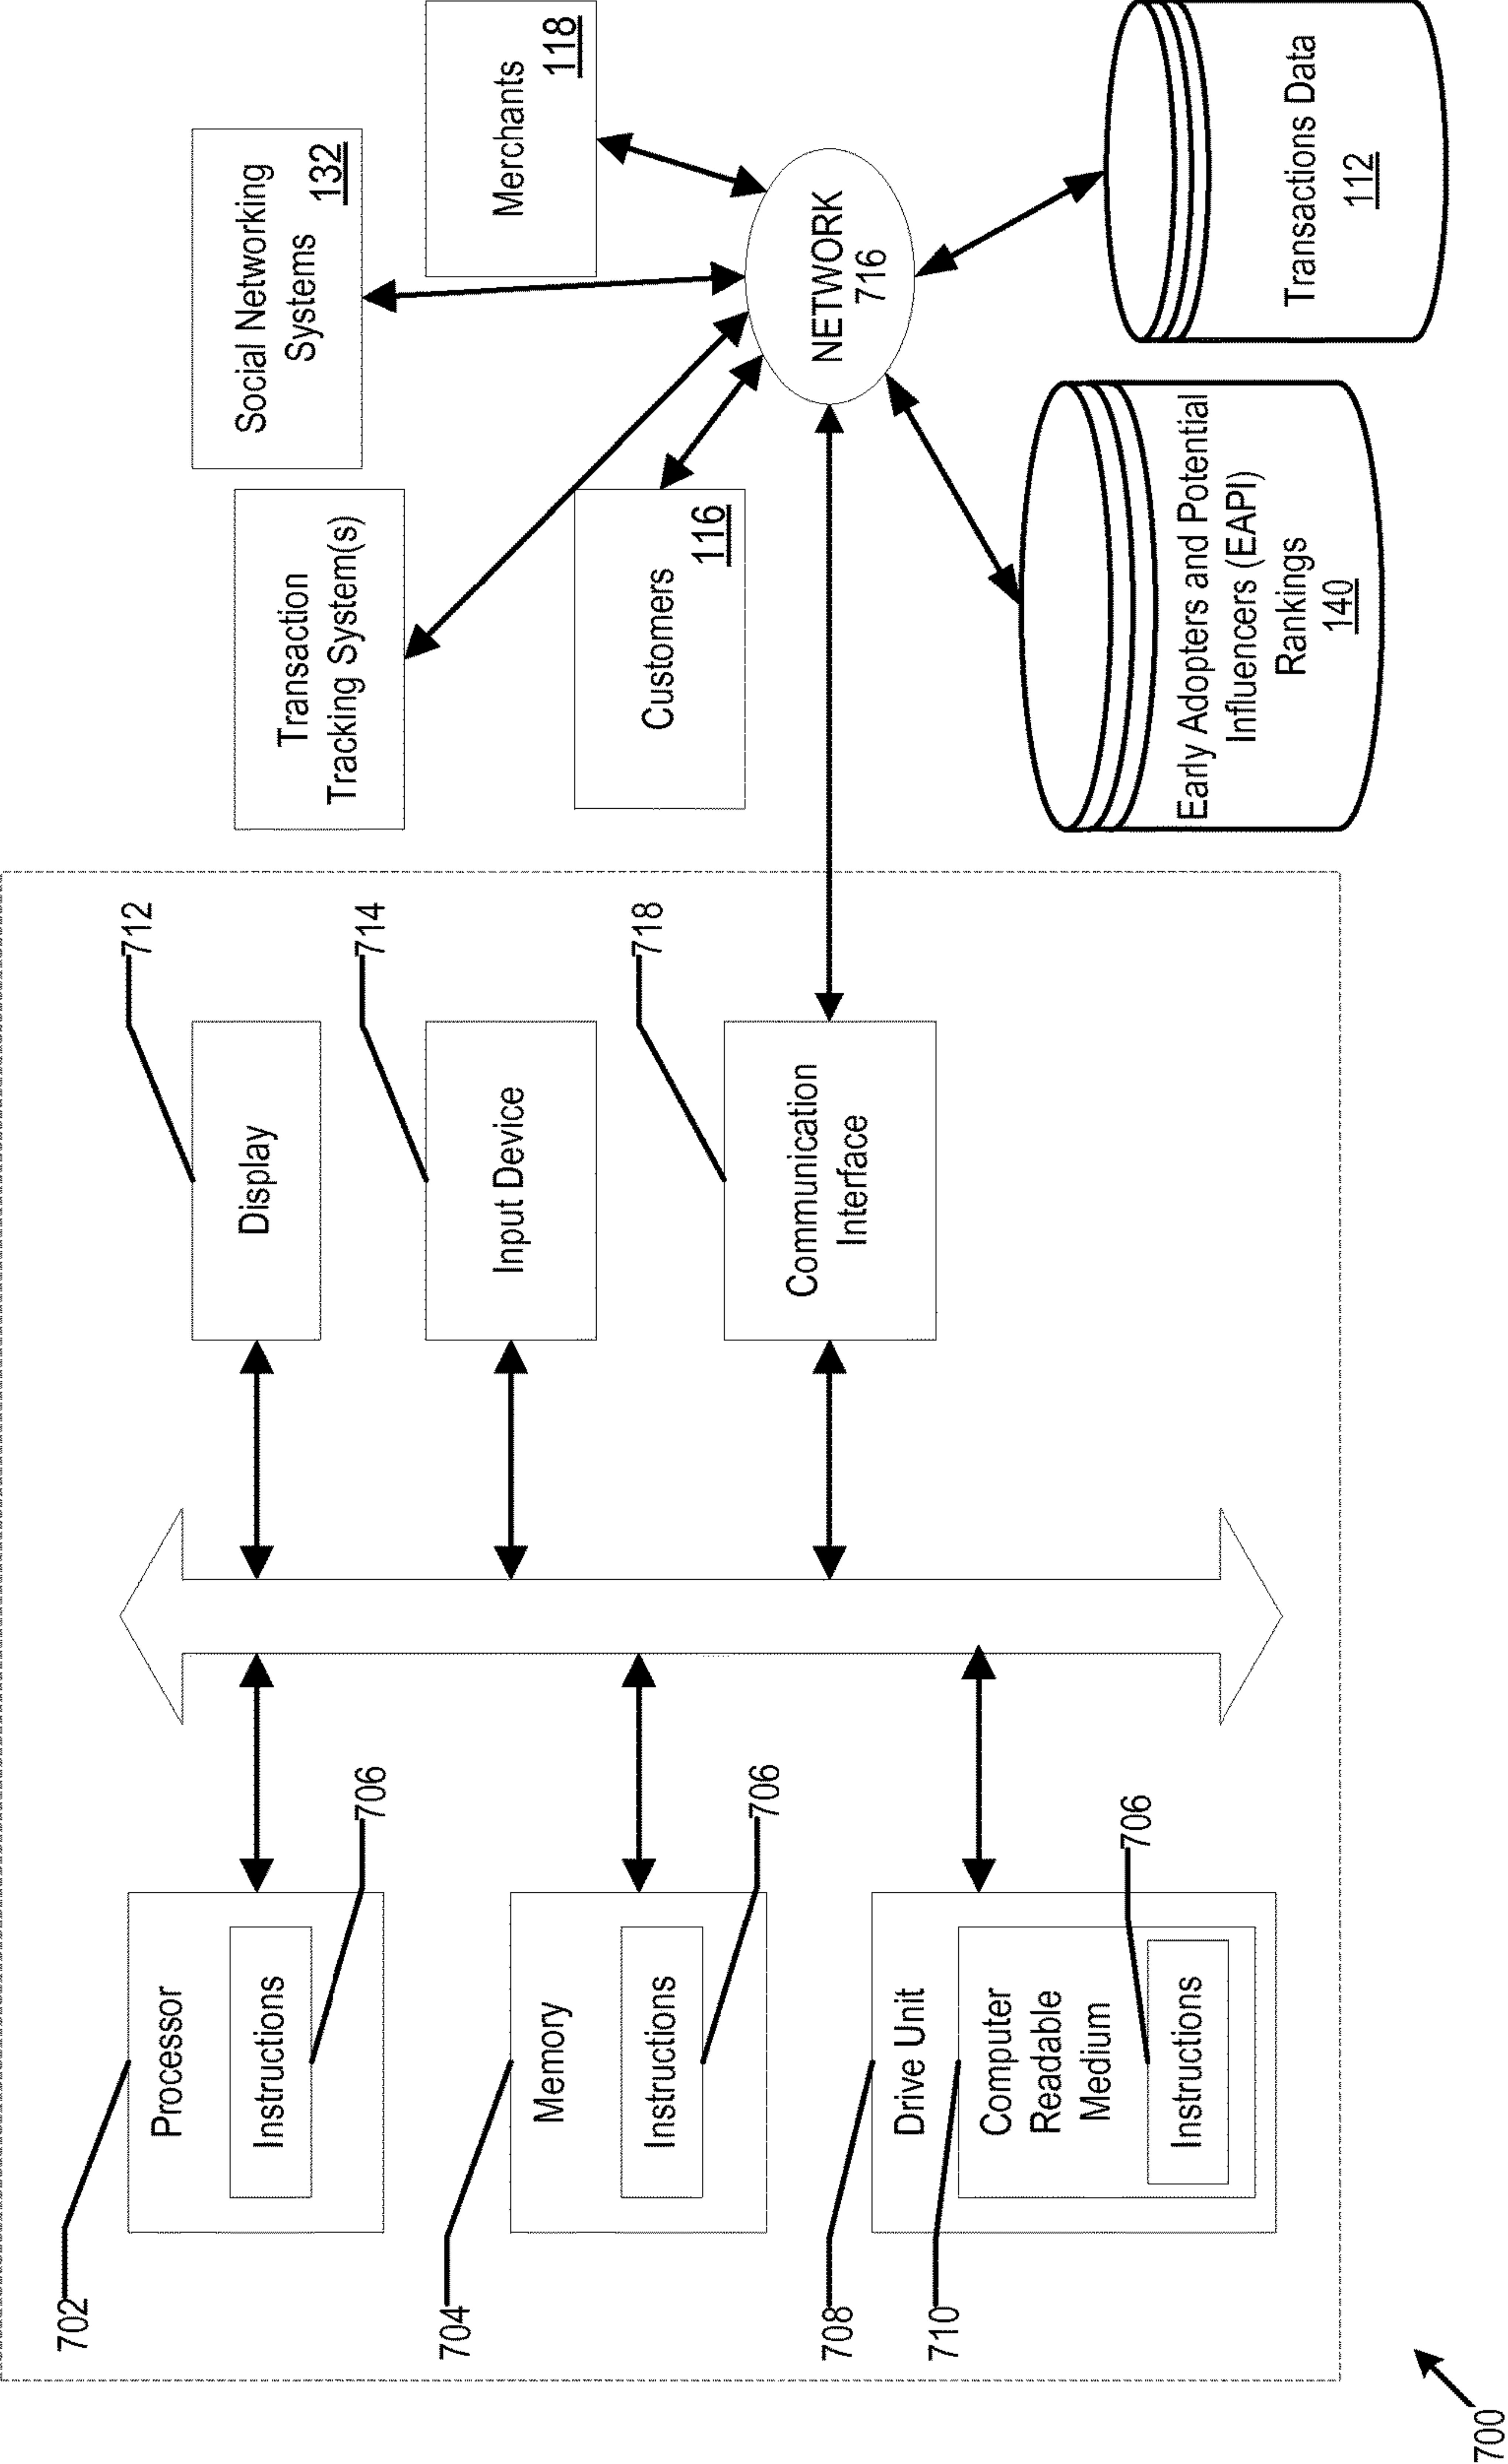 702
Processor
Instructions
706
704
Memory
Instructions
706
708
Drive Unit
710
Computer
Readable
Medium
Instructions
706
712
Display
714
Input Device
718
Communication
Interface
Transaction
Tracking System(s)
Social Networking
Systems
132
Customers
116
Merchants
118
NETWORK
716
Early Adopters and Potential
Influencers (EAPI)
Rankings
140
Transactions Data
112
700